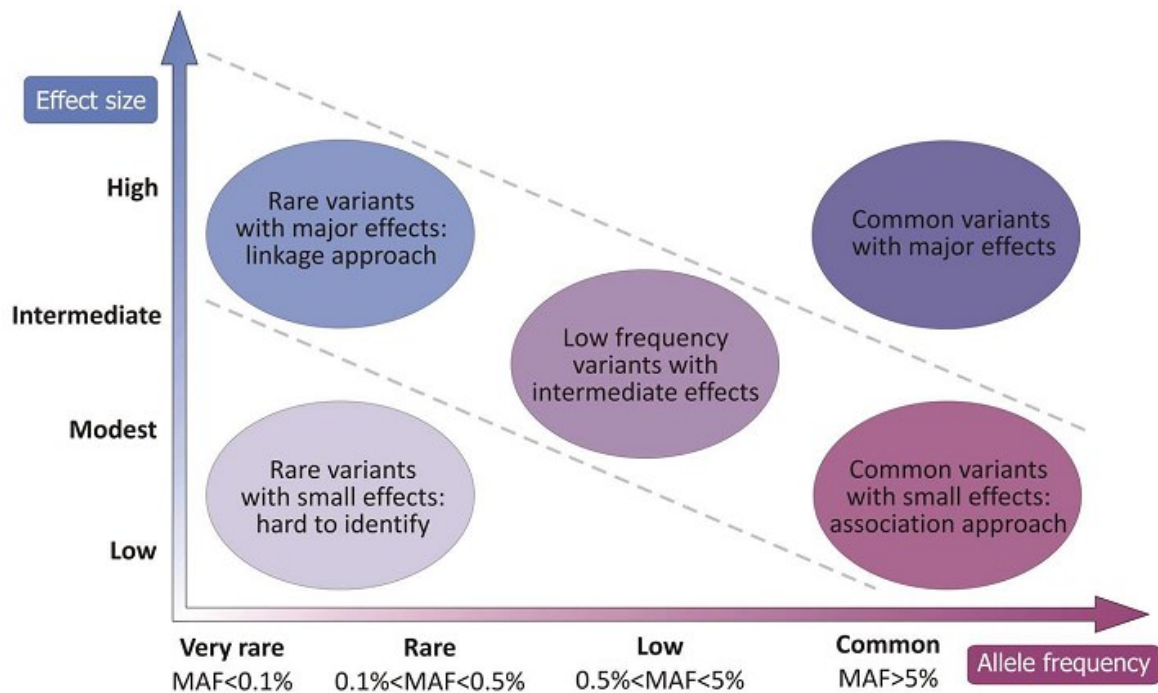 Effect size
High
Intermediate
Modest
Low
Rare variants
with major effects:
linkage approach
Common variants
with major effects
Low frequency
variants with
intermediate effects
Rare variants
with small effects:
hard to identify
Common variants
with small effects:
association approach
Very rare
MAF<0.1%
Rare
0.1%<MAF<0.5%
Low
0.5%<MAF<5%
Common
MAF>5%
Allele frequency